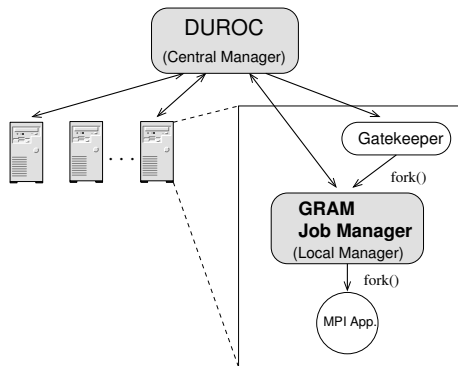 DUROC
(Central Manager)
. . .
Gatekeeper
fork()
GRAM
Job Manager
(Local Manager)
fork()
MPI App.